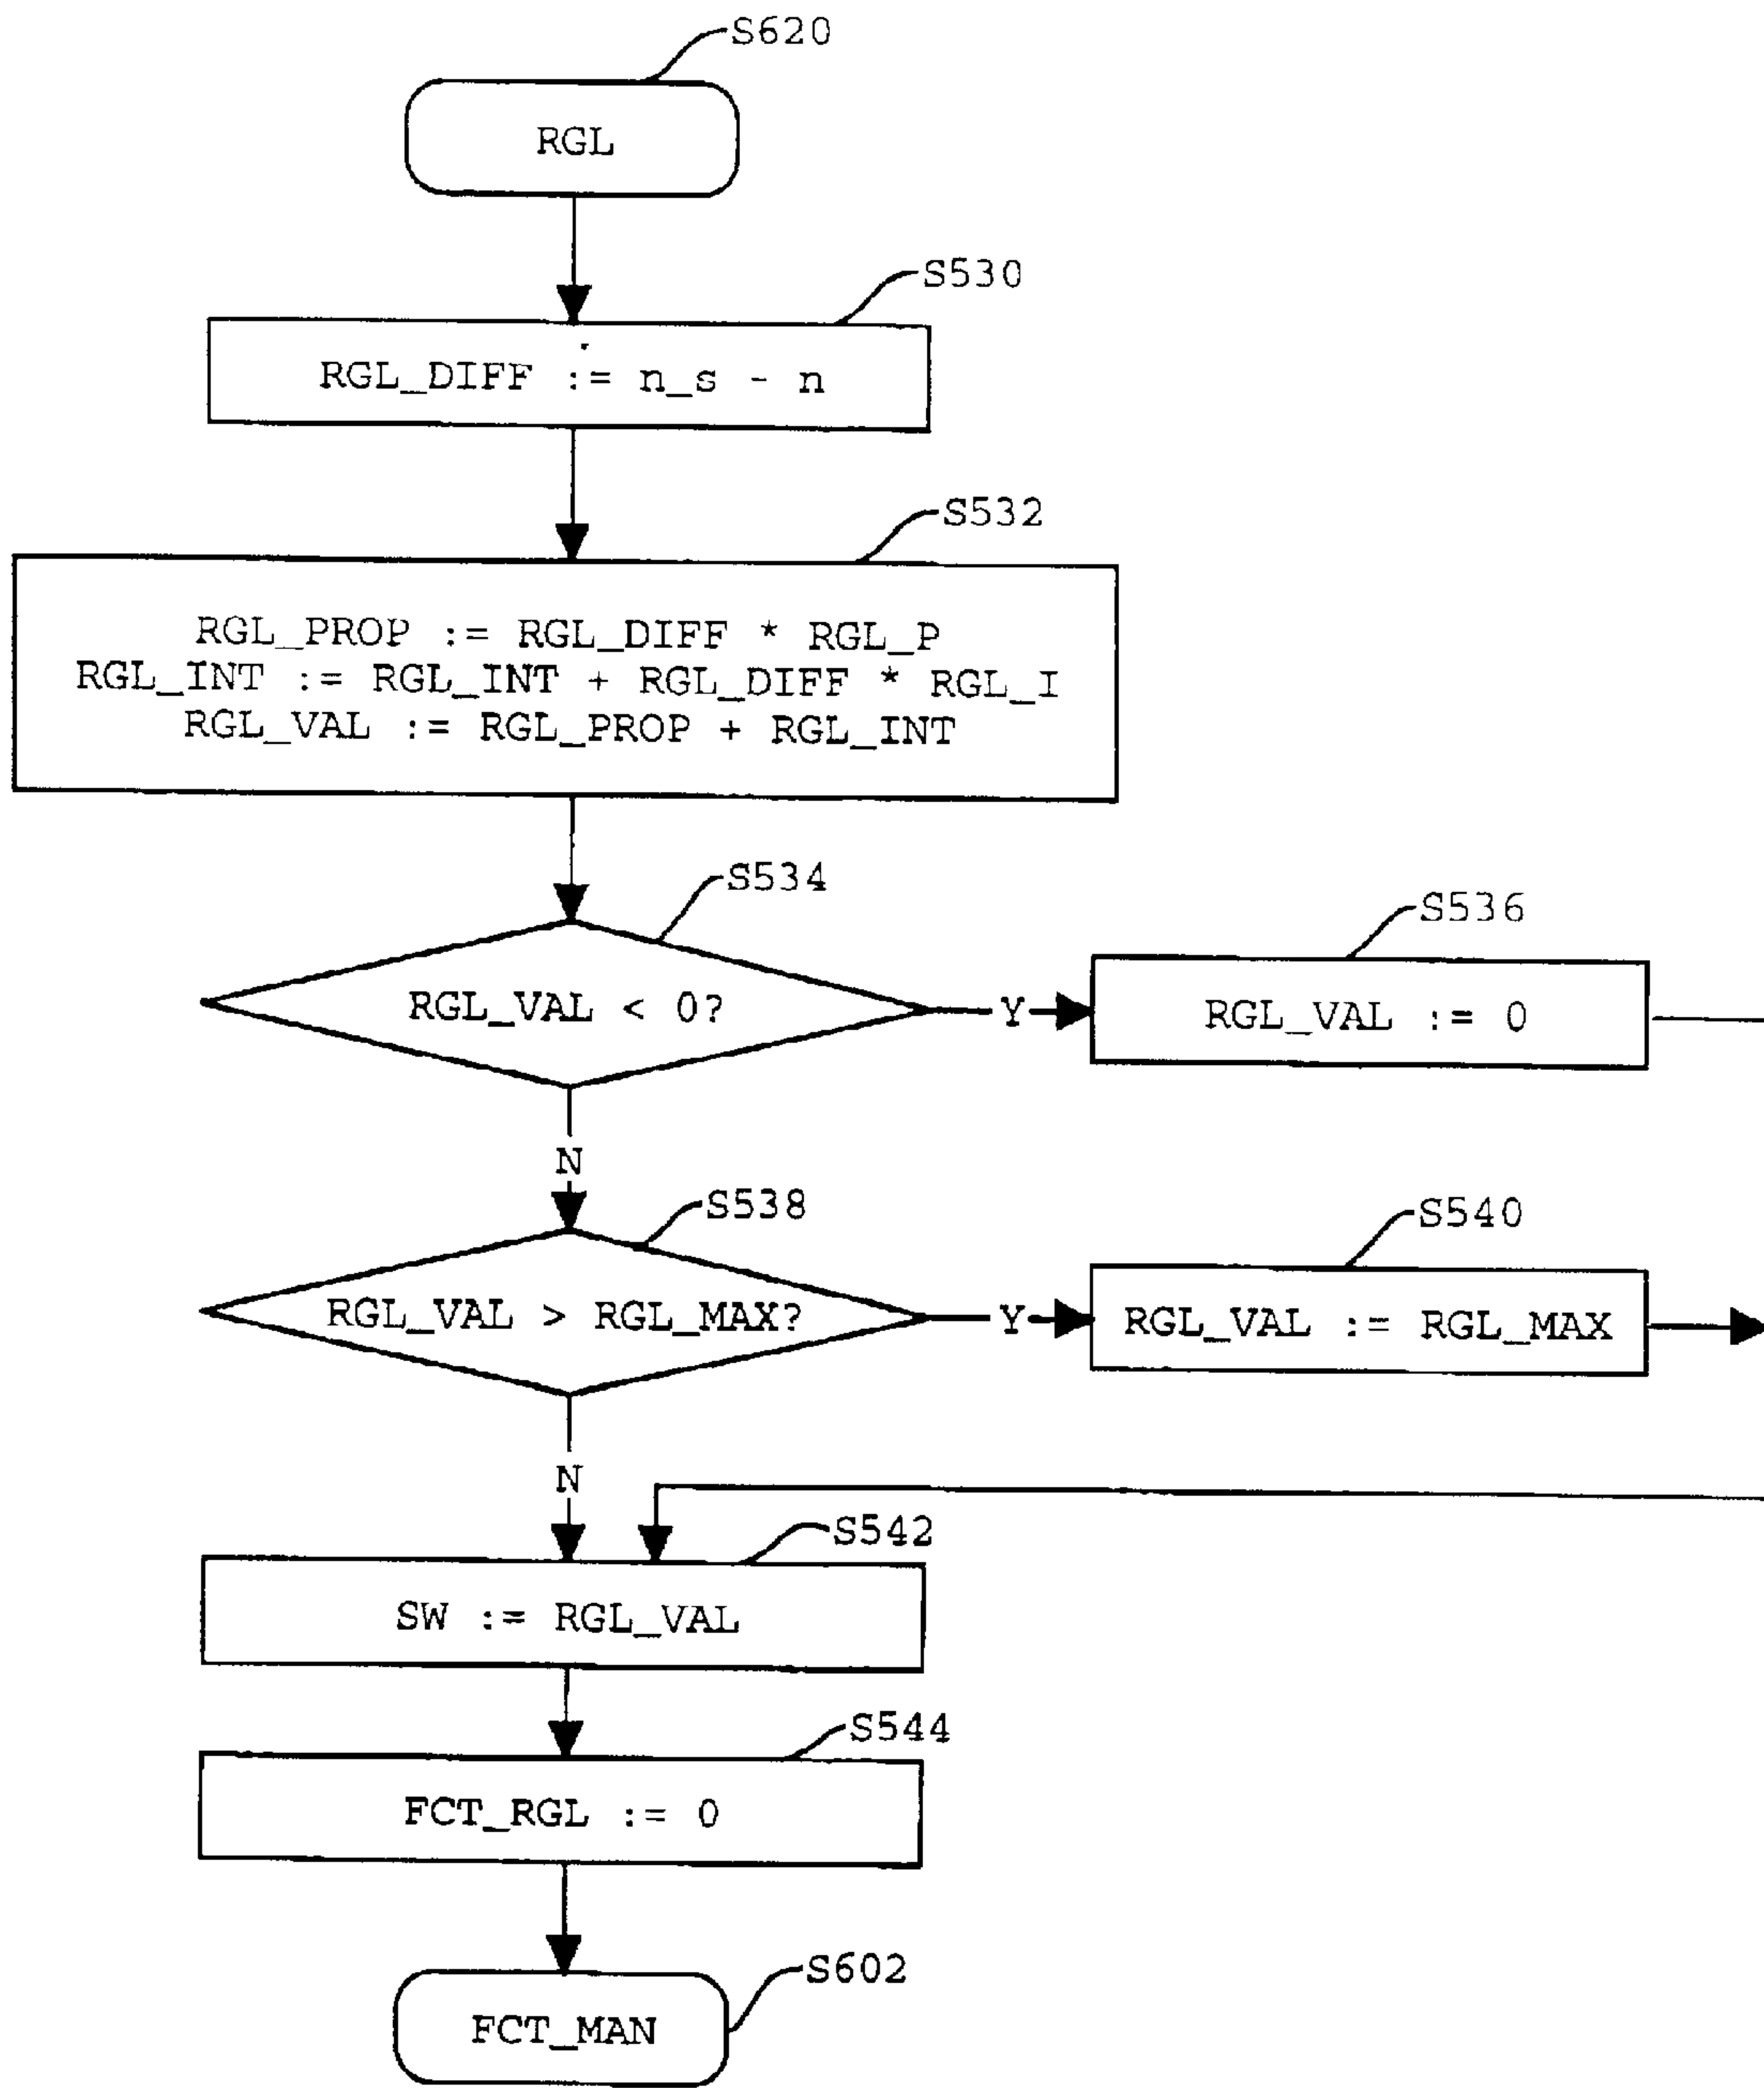 S620
RGL
S530
RGL_DIFF := n_s - n
S532
RGL_PROP := RGL_DIFF * RGL_P
RGL_INT := RGL_INT + RGL_DIFF * RGL_I
RGL_VAL := RGL_PROP + RGL_INT
S534
RGL_VAL < 0?
Y
S536
RGL_VAL := 0
N
S538
RGL_VAL > RGL_MAX?
Y
S540
RGL_VAL := RGL_MAX
N
S542
SW := RGL_VAL
S544
FCT_RGL := 0
S602
FCT_MAN